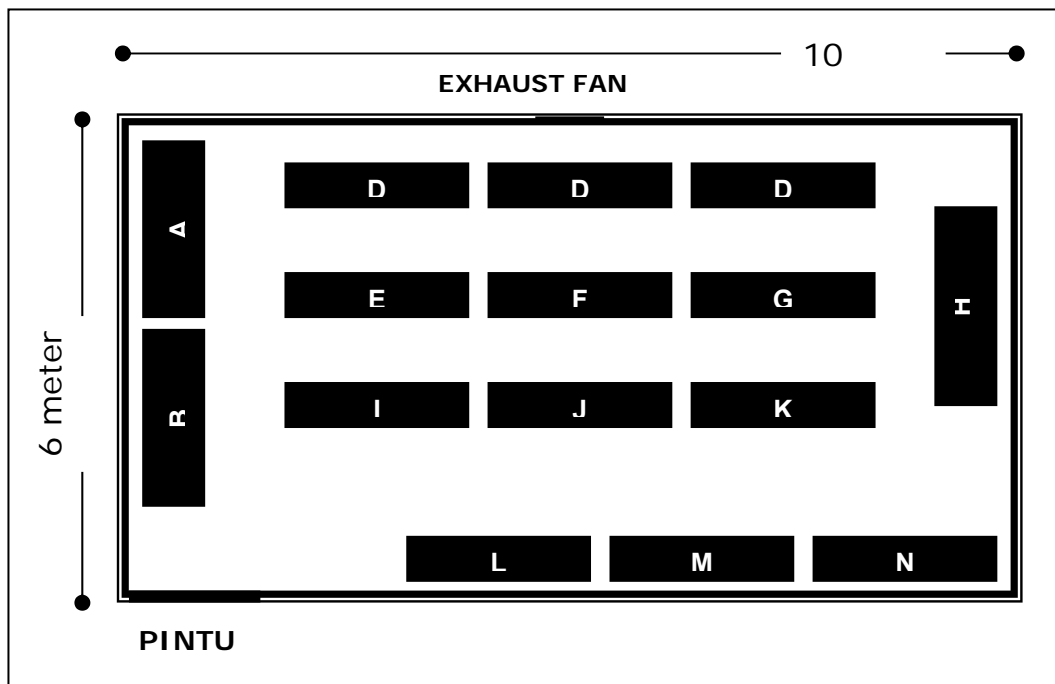 10
EXHAUST FAN
D D D
A
E F G
H
6 meter
B
I J K
L M N
PINTU